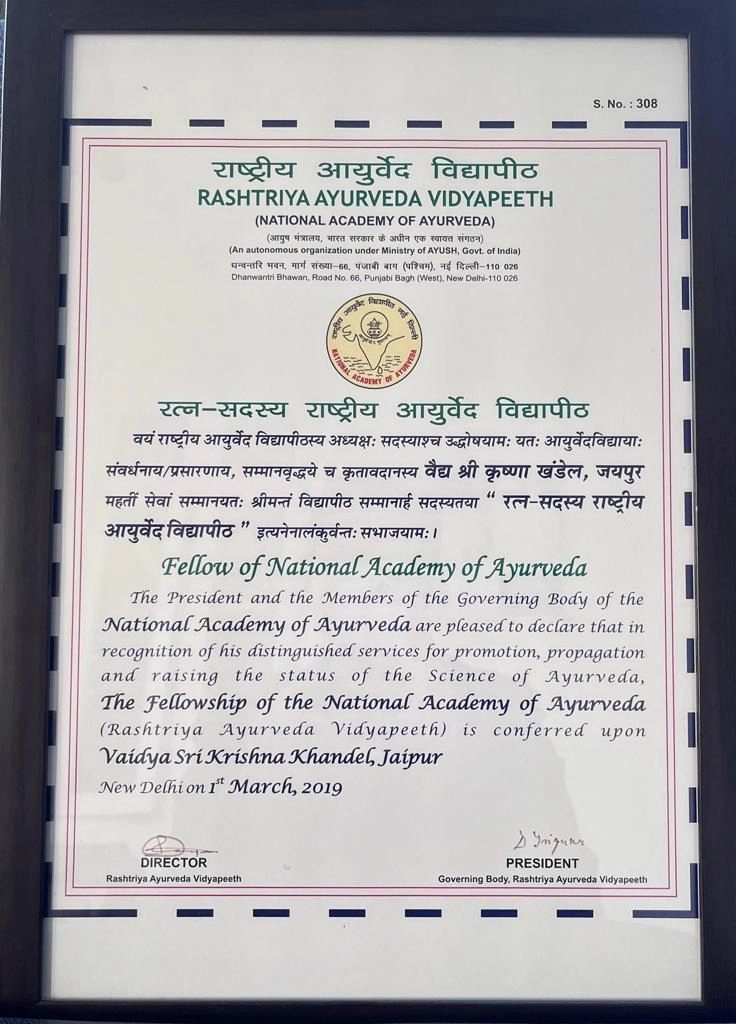 S. No. : 308
राष्ट्रीय आयुर्वेद विद्यापीठ
RASHTRIYA AYURVEDA VIDYAPEETH
(NATIONAL ACADEMY OF AYURVEDA)
(आयुष मंत्रालय, भारत सरकार के अधीन एक स्वायत्त संगठन)
(An autonomous organization under Ministry of AYUSH, Govt. of India)
धन्वन्तरि भवन, मार्ग संख्या–66, पंजाबी बाग (पश्चिम), नई दिल्ली–110 026
Dhanwantri Bhawan, Road No. 66, Punjabi Bagh (West), New Delhi-110 026
राष्ट्रीय आयुर्वेद विद्यापीठ नई दिल्ली
NATIONAL ACADEMY OF AYURVEDA
रत्न–सदस्य राष्ट्रीय आयुर्वेद विद्यापीठ
वयं राष्ट्रीय आयुर्वेद विद्यापीठस्य अध्यक्षः सदस्याश्च उद्घोषयामः यतः आयुर्वेदविद्यायाः
संवर्धनाय/प्रसारणाय, सम्मानवृद्धये च कृतावदानस्य वैद्य श्री कृष्णा खंडेल, जयपुर
महतीं सेवां सम्मानयतः श्रीमन्तं विद्यापीठ सम्मानार्ह सदस्यतया “ रत्न–सदस्य राष्ट्रीय
आयुर्वेद विद्यापीठ ” इत्यनेनालंकुर्वन्तः सभाजयामः।
Fellow of National Academy of Ayurveda
The President and the Members of the Governing Body of the
National Academy of Ayurveda are pleased to declare that in
recognition of his distinguished services for promotion, propagation
and raising the status of the Science of Ayurveda,
The Fellowship of the National Academy of Ayurveda
(Rashtriya Ayurveda Vidyapeeth) is conferred upon
Vaidya Sri Krishna Khandel, Jaipur
New Delhi on 1st March, 2019
DIRECTOR
Rashtriya Ayurveda Vidyapeeth
PRESIDENT
Governing Body, Rashtriya Ayurveda Vidyapeeth